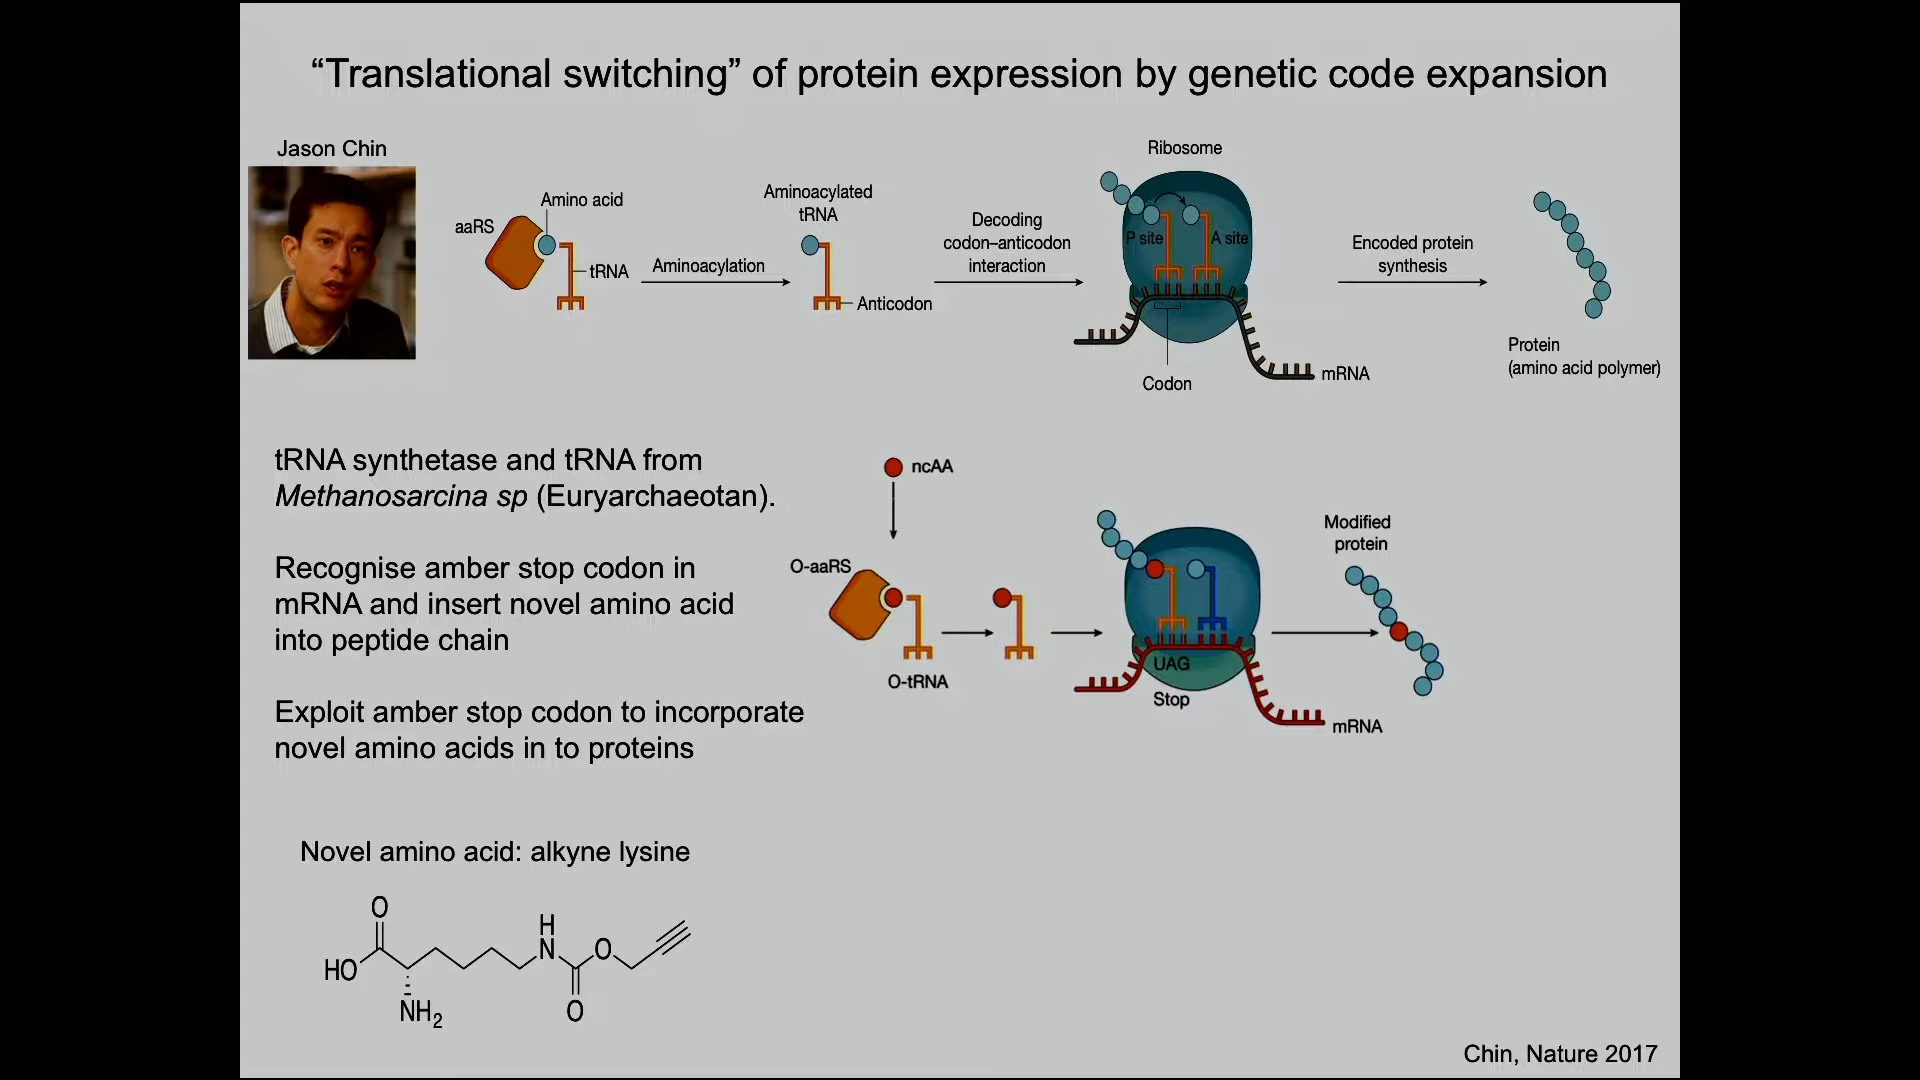 “Translational switching” of protein expression by genetic code expansion
Jason Chin
aaRS
Amino acid
tRNA
Aminoacylation
Aminoacylated
tRNA
Anticodon
Decoding
codon–anticodon
interaction
Ribosome
P site
A site
Codon
mRNA
Encoded protein
synthesis
Protein
(amino acid polymer)
tRNA synthetase and tRNA from
Methanosarcina sp (Euryarchaeotan).
Recognise amber stop codon in
mRNA and insert novel amino acid
into peptide chain
Exploit amber stop codon to incorporate
novel amino acids in to proteins
ncAA
O-aaRS
O-tRNA
UAG
Stop
mRNA
Modified
protein
Novel amino acid: alkyne lysine
O
HO
NH2
H
N
O
O
Chin, Nature 2017